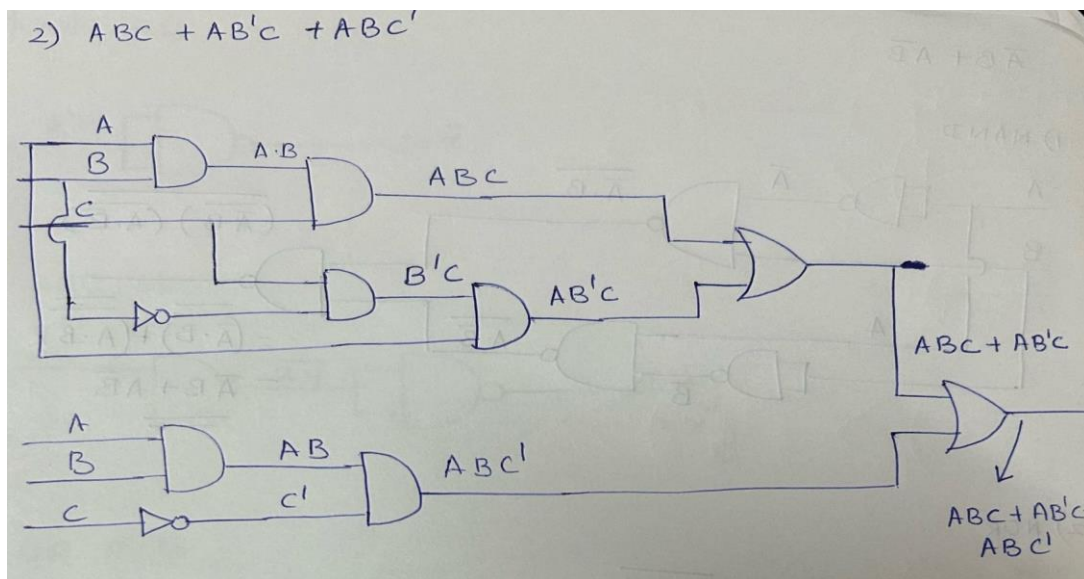 2) ABC + AB'C + ABC'
A
B
A·B
C
ABC
B'C
AB'C
ABC + AB'C
A
B
AB
C
C'
ABC'
ABC + AB'C
ABC'